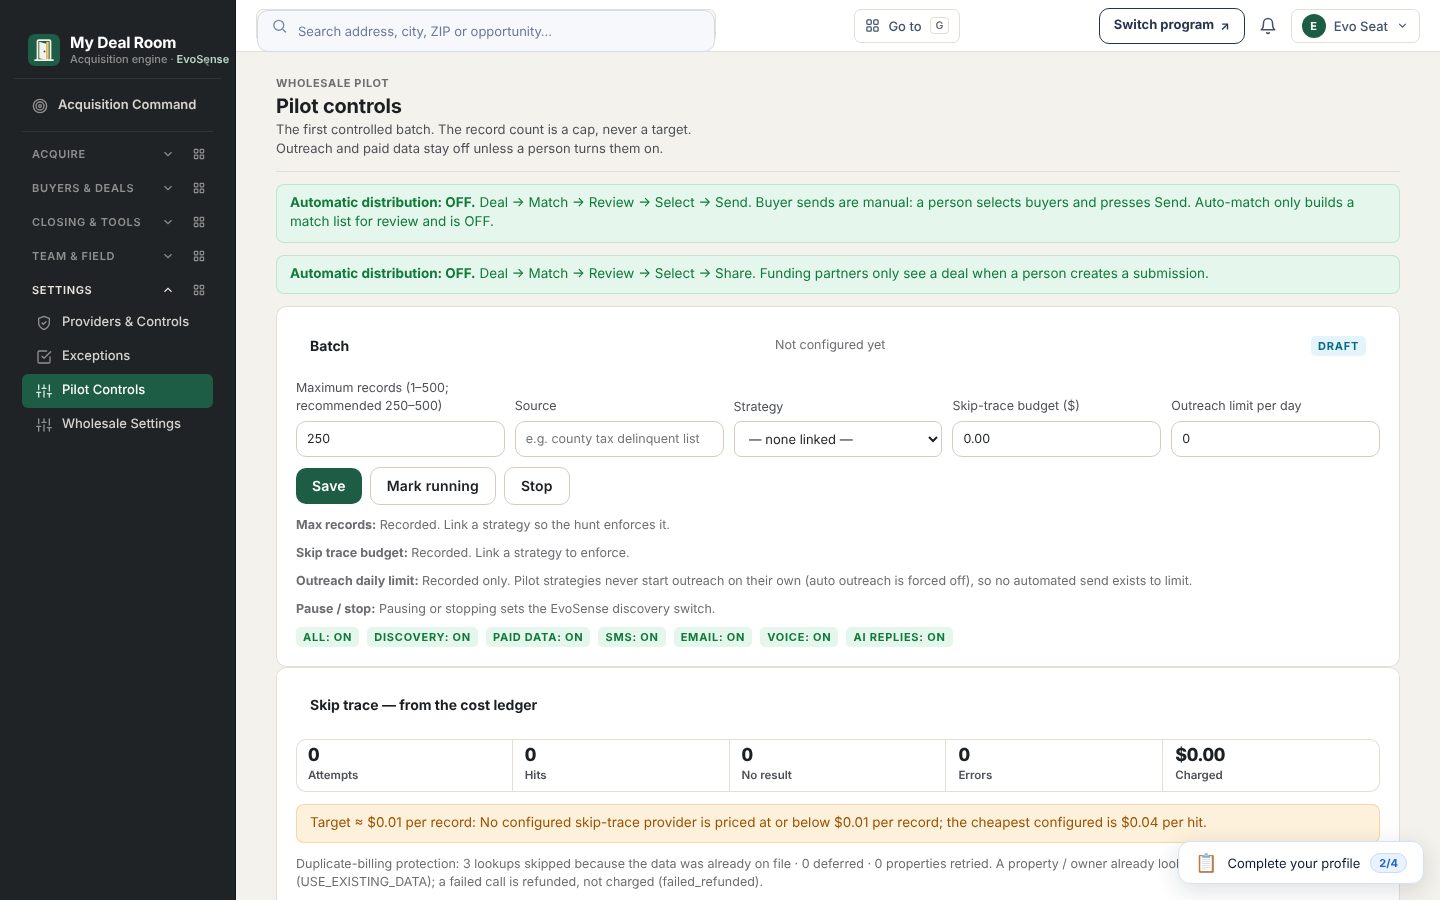 My Deal Room
Acquisition engine · EvoSense
Acquisition Command
ACQUIRE
BUYERS & DEALS
CLOSING & TOOLS
TEAM & FIELD
SETTINGS
Providers & Controls
Exceptions
Pilot Controls
Wholesale Settings
Search address, city, ZIP or opportunity...
Go to G
Switch program ↗
E Evo Seat
WHOLESALE PILOT
Pilot controls
The first controlled batch. The record count is a cap, never a target.
Outreach and paid data stay off unless a person turns them on.
Automatic distribution: OFF. Deal → Match → Review → Select → Send. Buyer sends are manual: a person selects buyers and presses Send. Auto-match only builds a
match list for review and is OFF.
Automatic distribution: OFF. Deal → Match → Review → Select → Share. Funding partners only see a deal when a person creates a submission.
Batch
Not configured yet
DRAFT
Maximum records (1–500;
recommended 250–500)
Source
Strategy
Skip-trace budget ($)
Outreach limit per day
250
e.g. county tax delinquent list
— none linked —
0.00
0
Save
Mark running
Stop
Max records: Recorded. Link a strategy so the hunt enforces it.
Skip trace budget: Recorded. Link a strategy to enforce.
Outreach daily limit: Recorded only. Pilot strategies never start outreach on their own (auto outreach is forced off), so no automated send exists to limit.
Pause / stop: Pausing or stopping sets the EvoSense discovery switch.
ALL: ON
DISCOVERY: ON
PAID DATA: ON
SMS: ON
EMAIL: ON
VOICE: ON
AI REPLIES: ON
Skip trace — from the cost ledger
0
Attempts
0
Hits
0
No result
0
Errors
$0.00
Charged
Target ≈ $0.01 per record: No configured skip-trace provider is priced at or below $0.01 per record; the cheapest configured is $0.04 per hit.
Duplicate-billing protection: 3 lookups skipped because the data was already on file · 0 deferred · 0 properties retried. A property / owner already
(USE_EXISTING_DATA); a failed call is refunded, not charged (failed_refunded).
Complete your profile 2/4